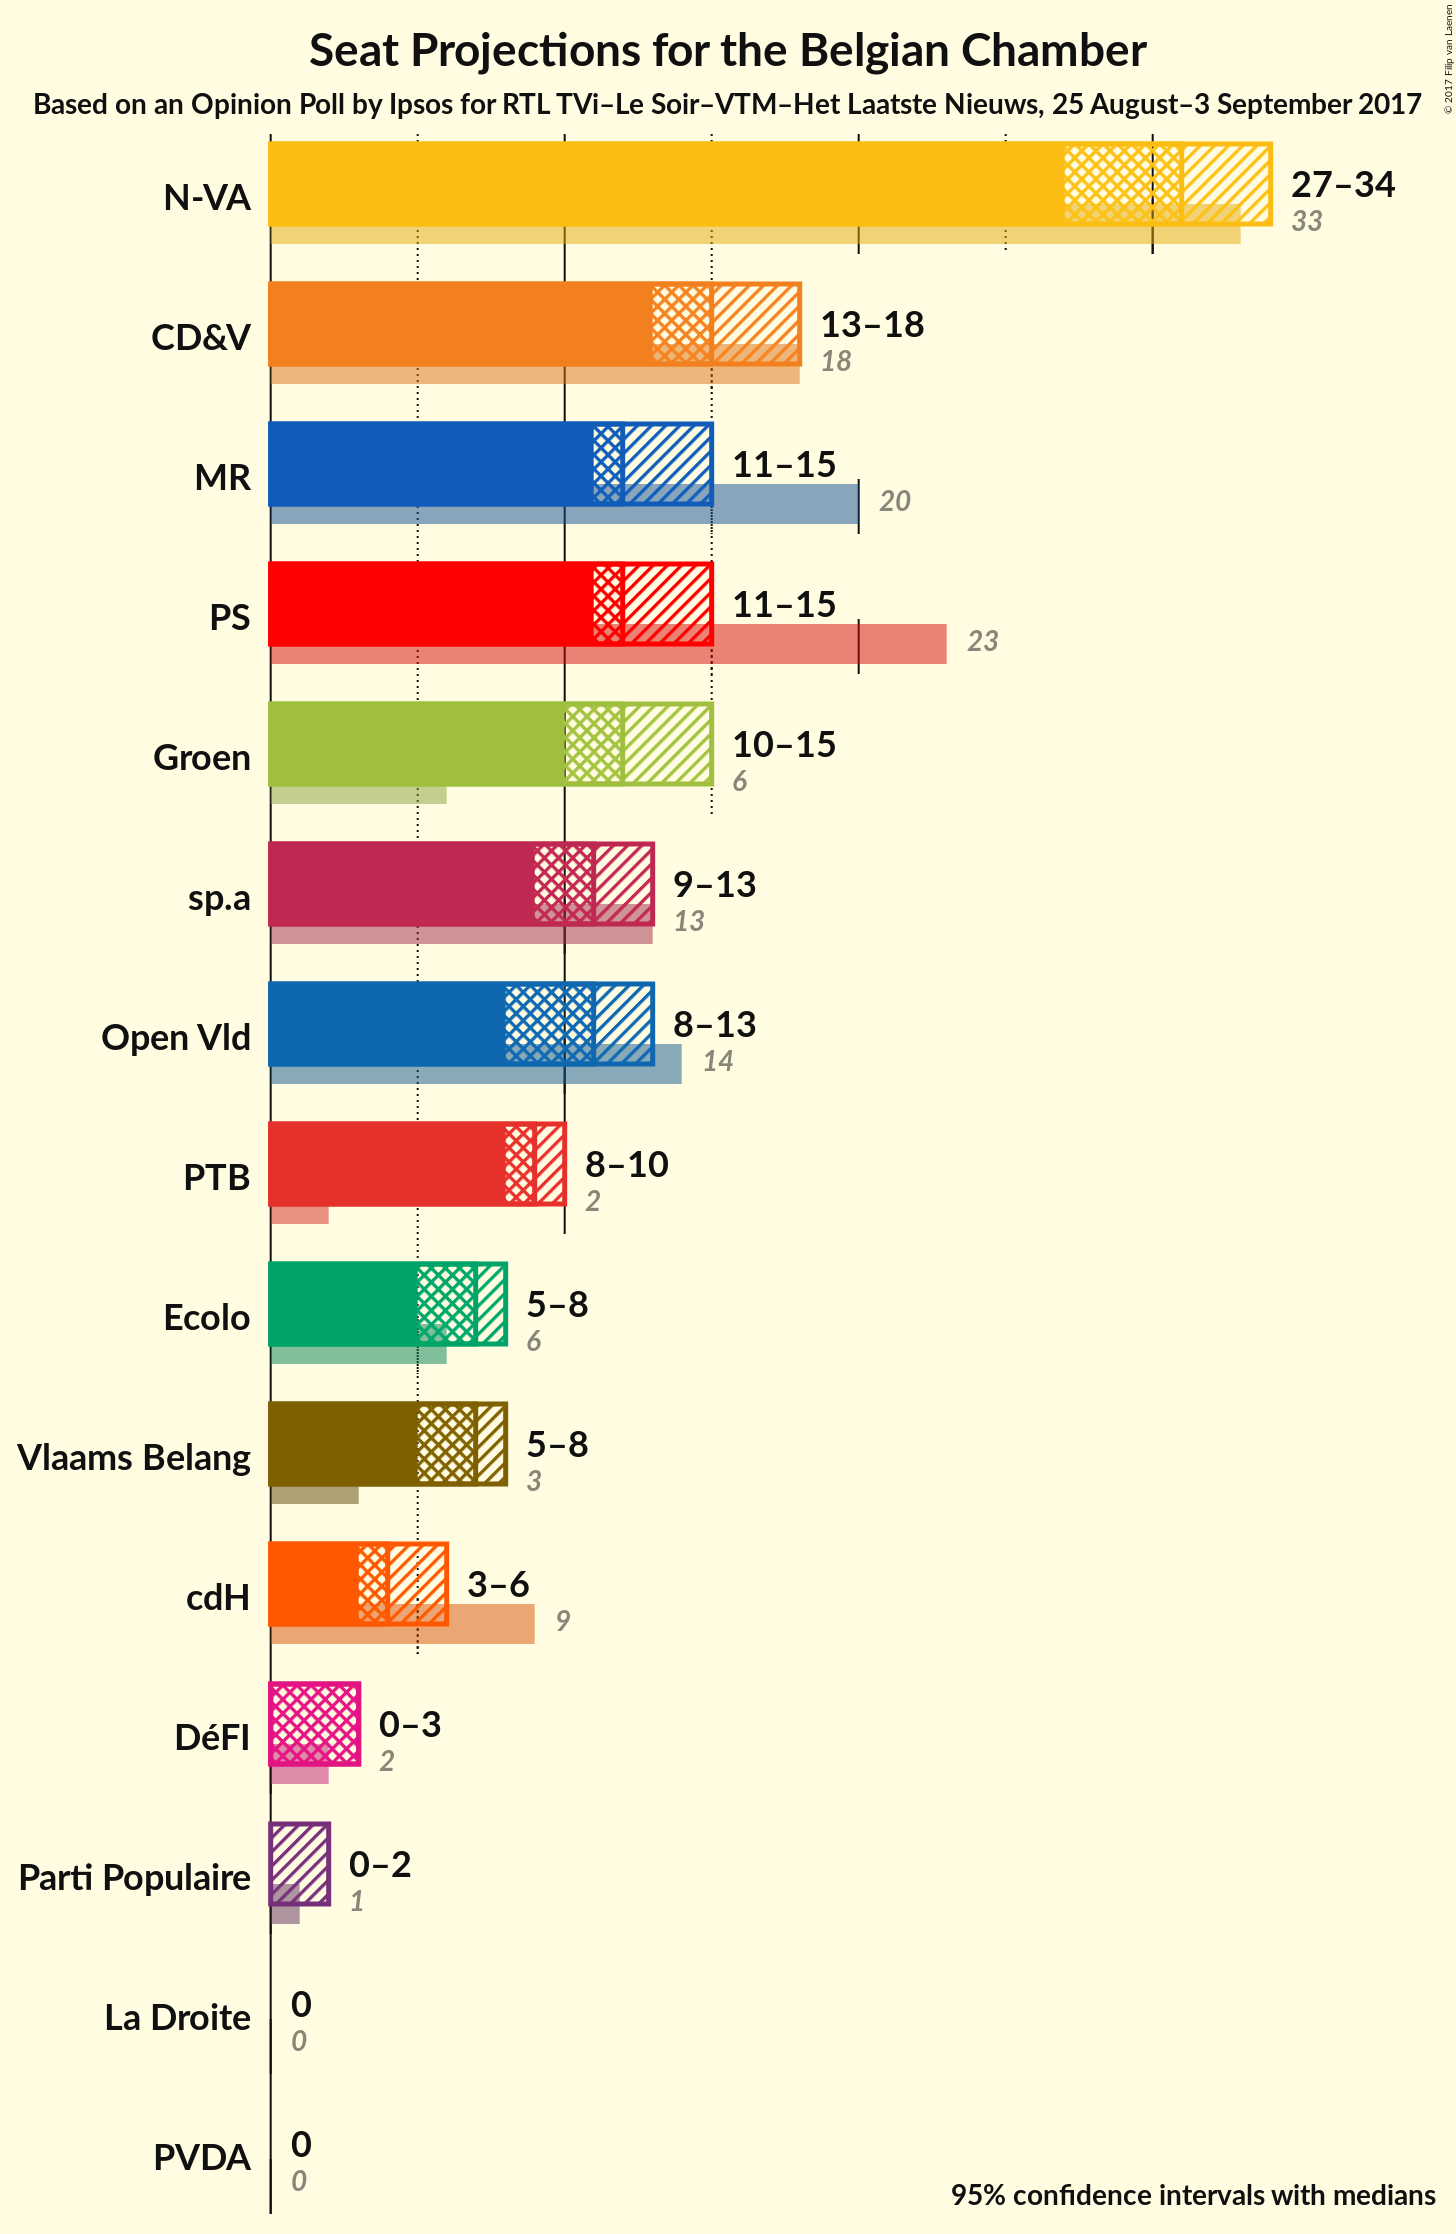 Seat Projections for the Belgian Chamber
Based on an Opinion Poll by Ipsos for RTL TVi–Le Soir–VTM–Het Laatste Nieuws, 25 August–3 September 2017
© 2017 Filip van Laenen
N-VA
27–34
33
CD&V
13–18
18
MR
11–15
20
PS
11–15
23
Groen
10–15
6
sp.a
9–13
13
Open Vld
8–13
14
PTB
8–10
2
Ecolo
5–8
6
Vlaams Belang
5–8
3
cdH
3–6
9
DéFI
0–3
2
Parti Populaire
0–2
1
La Droite
0
0
PVDA
0
0
95% confidence intervals with medians